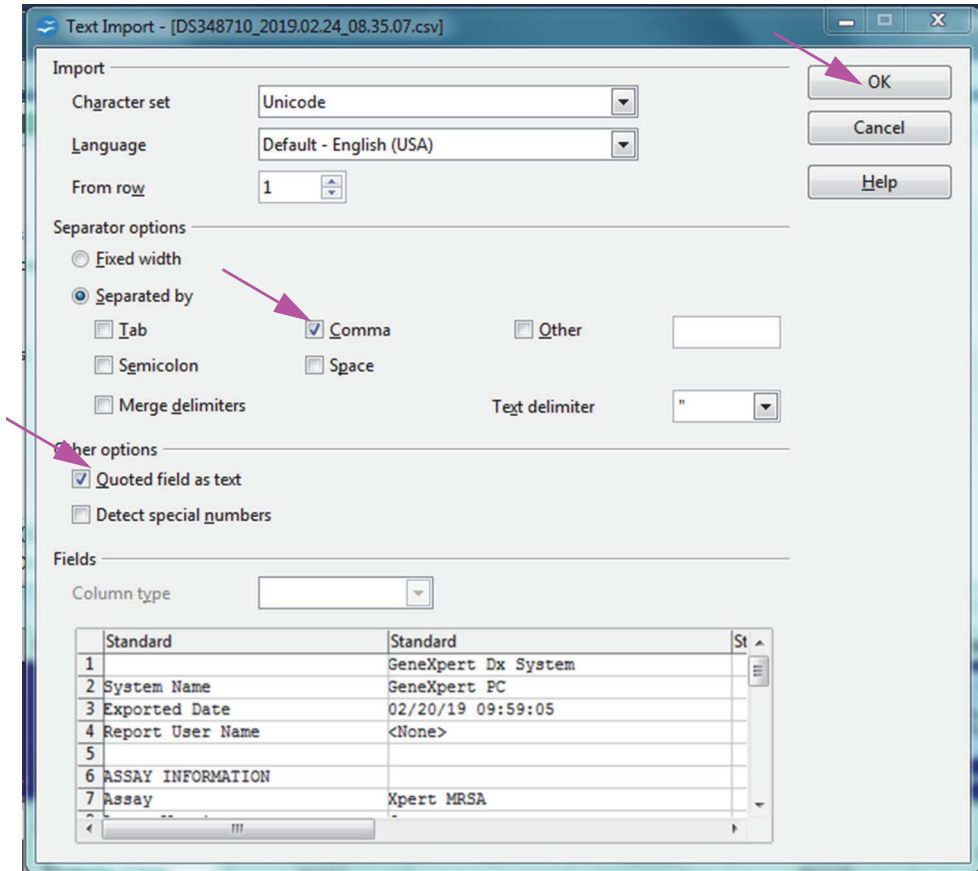 Text Import - [DS348710_2019.02.24_08.35.07.csv]
Import
OK
Character set Unicode
Cancel
Language Default - English (USA)
From row 1
Help
Separator options
Fixed width
Separated by
Tab Comma Other
Semicolon Space
Merge delimiters Text delimiter "
Other options
Quoted field as text
Detect special numbers
Fields
Column type
Standard Standard St
1 GeneXpert Dx System
2 System Name GeneXpert PC
3 Exported Date 02/20/19 09:59:05
4 Report User Name <None>
5
6 ASSAY INFORMATION
7 Assay Xpert MRSA